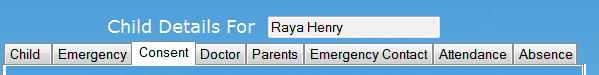 Child Details For Raya Henry
Child Emergency Consent Doctor Parents Emergency Contact Attendance Absence